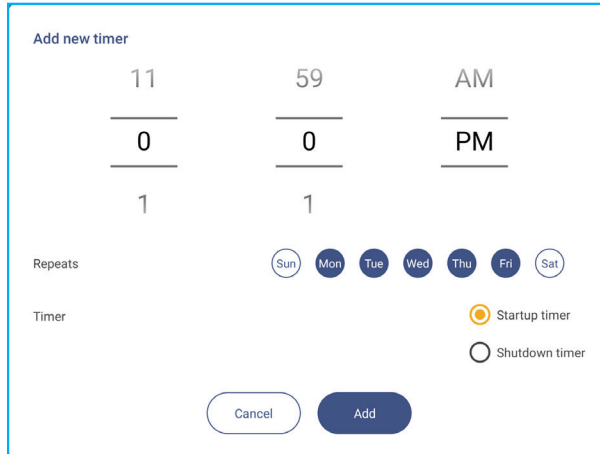 Add new timer
11 59 AM
0 0 PM
1 1
Repeats Sun Mon Tue Wed Thu Fri Sat
Timer Startup timer
Shutdown timer
Cancel Add